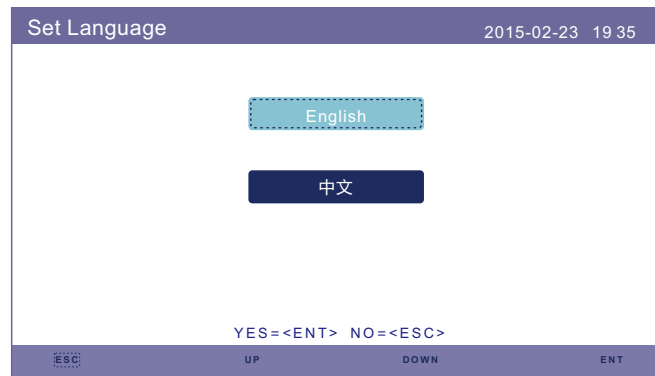 Set Language 2015-02-23 19 35
English
中文
YES=<ENT> NO=<ESC>
ESC UP DOWN ENT